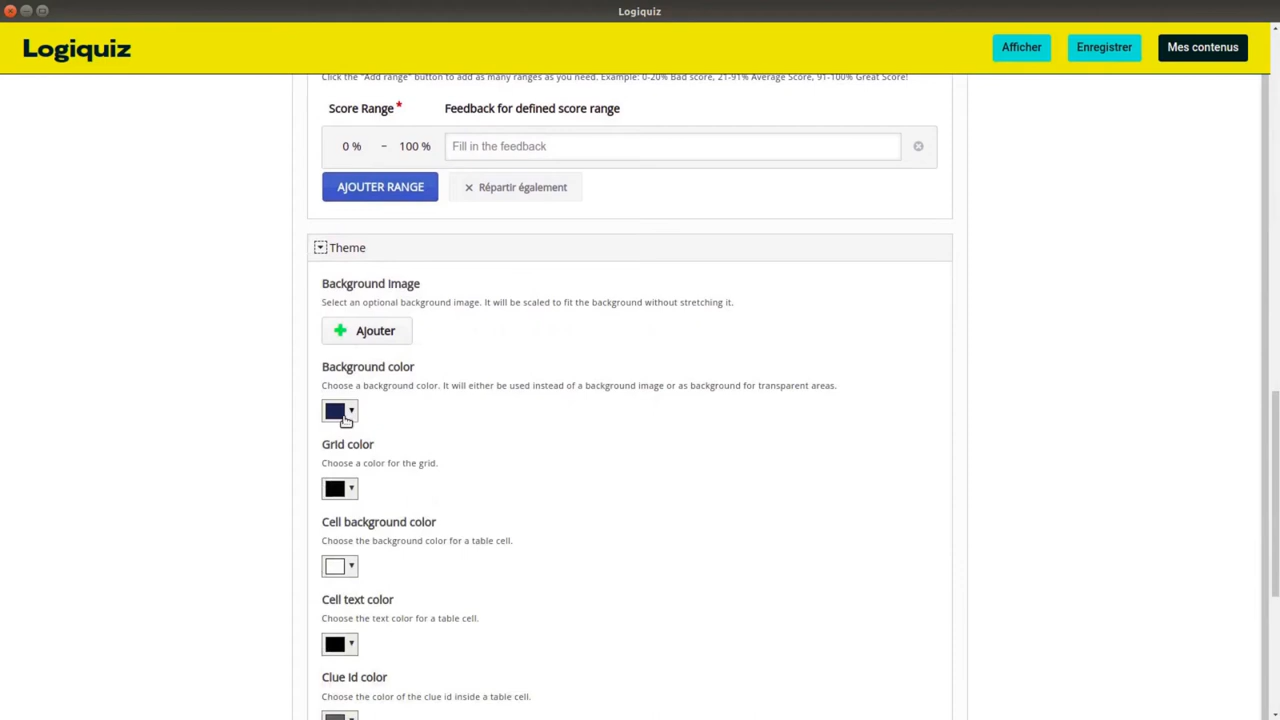 Logiquiz
Logiquiz
Afficher
Enregistrer
Mes contenus
Click the "Add range" button to add as many ranges as you need. Example: 0-20% Bad score, 21-91% Average Score, 91-100% Great Score!
Score Range* Feedback for defined score range
0 % – 100 % Fill in the feedback
AJOUTER RANGE
Répartir également
Theme
Background Image
Select an optional background image. It will be scaled to fit the background without stretching it.
Ajouter
Background color
Choose a background color. It will either be used instead of a background image or as background for transparent areas.
Grid color
Choose a color for the grid.
Cell background color
Choose the background color for a table cell.
Cell text color
Choose the text color for a table cell.
Clue Id color
Choose the color of the clue id inside a table cell.